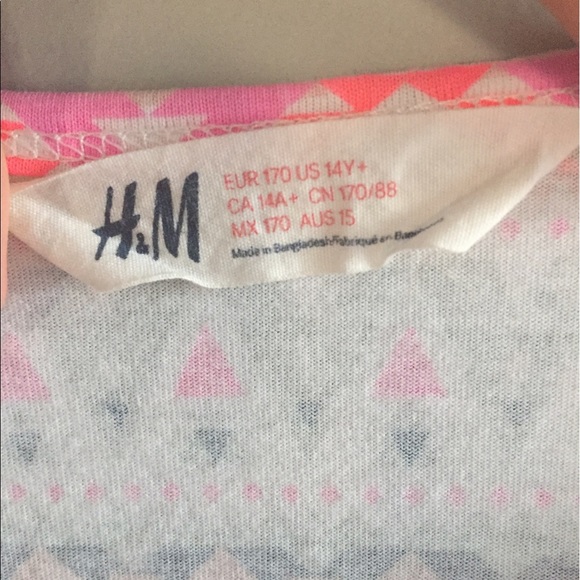 H&M
EUR 170 US 14Y+
CA 14A+ CN 170/88
MX 170 AUS 15
Made in Bangladesh/Fabriqué en